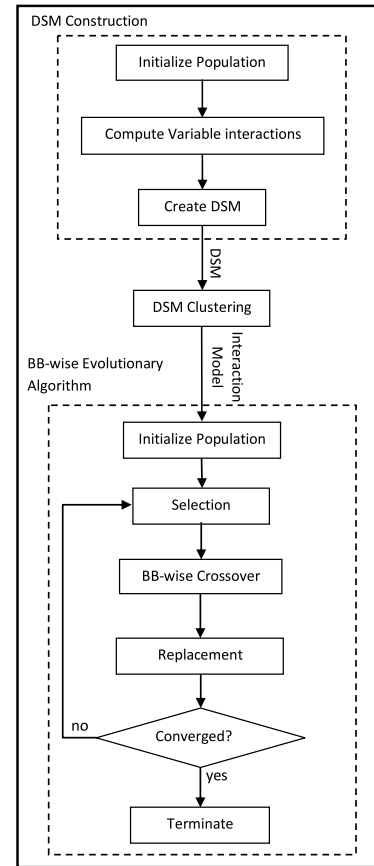 DSM Construction
Initialize Population
Compute Variable interactions
Create DSM
DSM
DSM Clustering
Interaction
Model
BB-wise Evolutionary
Algorithm
Initialize Population
Selection
BB-wise Crossover
Replacement
Converged?
no
yes
Terminate